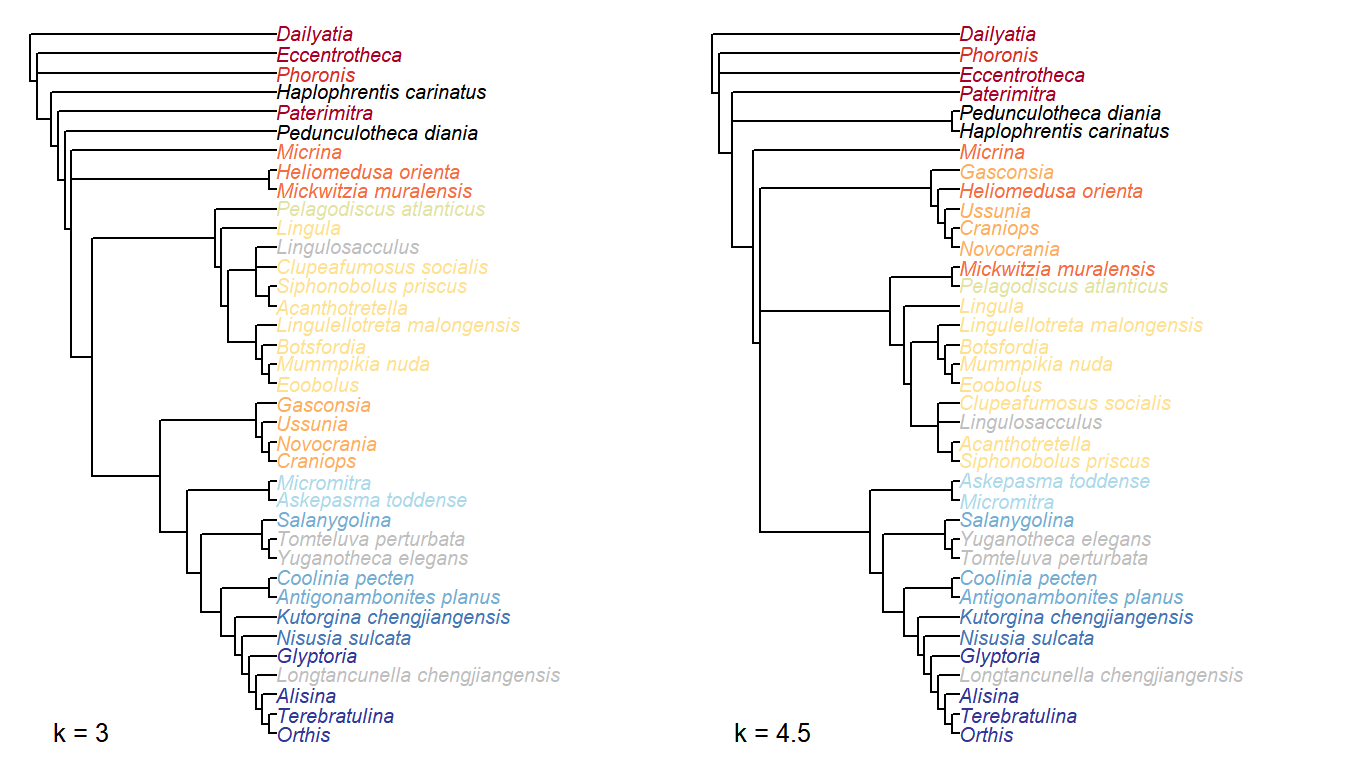 Dailyatia
Eccentrotheca
Phoronis
Haplophrentis carinatus
Paterimitra
Pedunculotheca diania
Micrina
Heliomedusa orienta
Mickwitzia muralensis
Pelagodiscus atlanticus
Lingula
Lingulosacculus
Clupeafumosus socialis
Siphonobolus priscus
Acanthotretella
Lingulellotreta malongensis
Botsfordia
Mummpikia nuda
Eoobolus
Gasconsia
Ussunia
Novocrania
Craniops
Micromitra
Askepasma toddense
Salanygolina
Tomteluva perturbata
Yuganotheca elegans
Coolinia pecten
Antigonambonites planus
Kutorgina chengjiangensis
Nisusia sulcata
Glyptoria
Longtancunella chengjiangensis
Alisina
Terebratulina
Orthis
k = 3
Dailyatia
Phoronis
Eccentrotheca
Paterimitra
Pedunculotheca diania
Haplophrentis carinatus
Micrina
Gasconsia
Heliomedusa orienta
Ussunia
Craniops
Novocrania
Mickwitzia muralensis
Pelagodiscus atlanticus
Lingula
Lingulellotreta malongensis
Botsfordia
Mummpikia nuda
Eoobolus
Clupeafumosus socialis
Lingulosacculus
Acanthotretella
Siphonobolus priscus
Askepasma toddense
Micromitra
Salanygolina
Yuganotheca elegans
Tomteluva perturbata
Coolinia pecten
Antigonambonites planus
Kutorgina chengjiangensis
Nisusia sulcata
Glyptoria
Longtancunella chengjiangensis
Alisina
Terebratulina
Orthis
k = 4.5